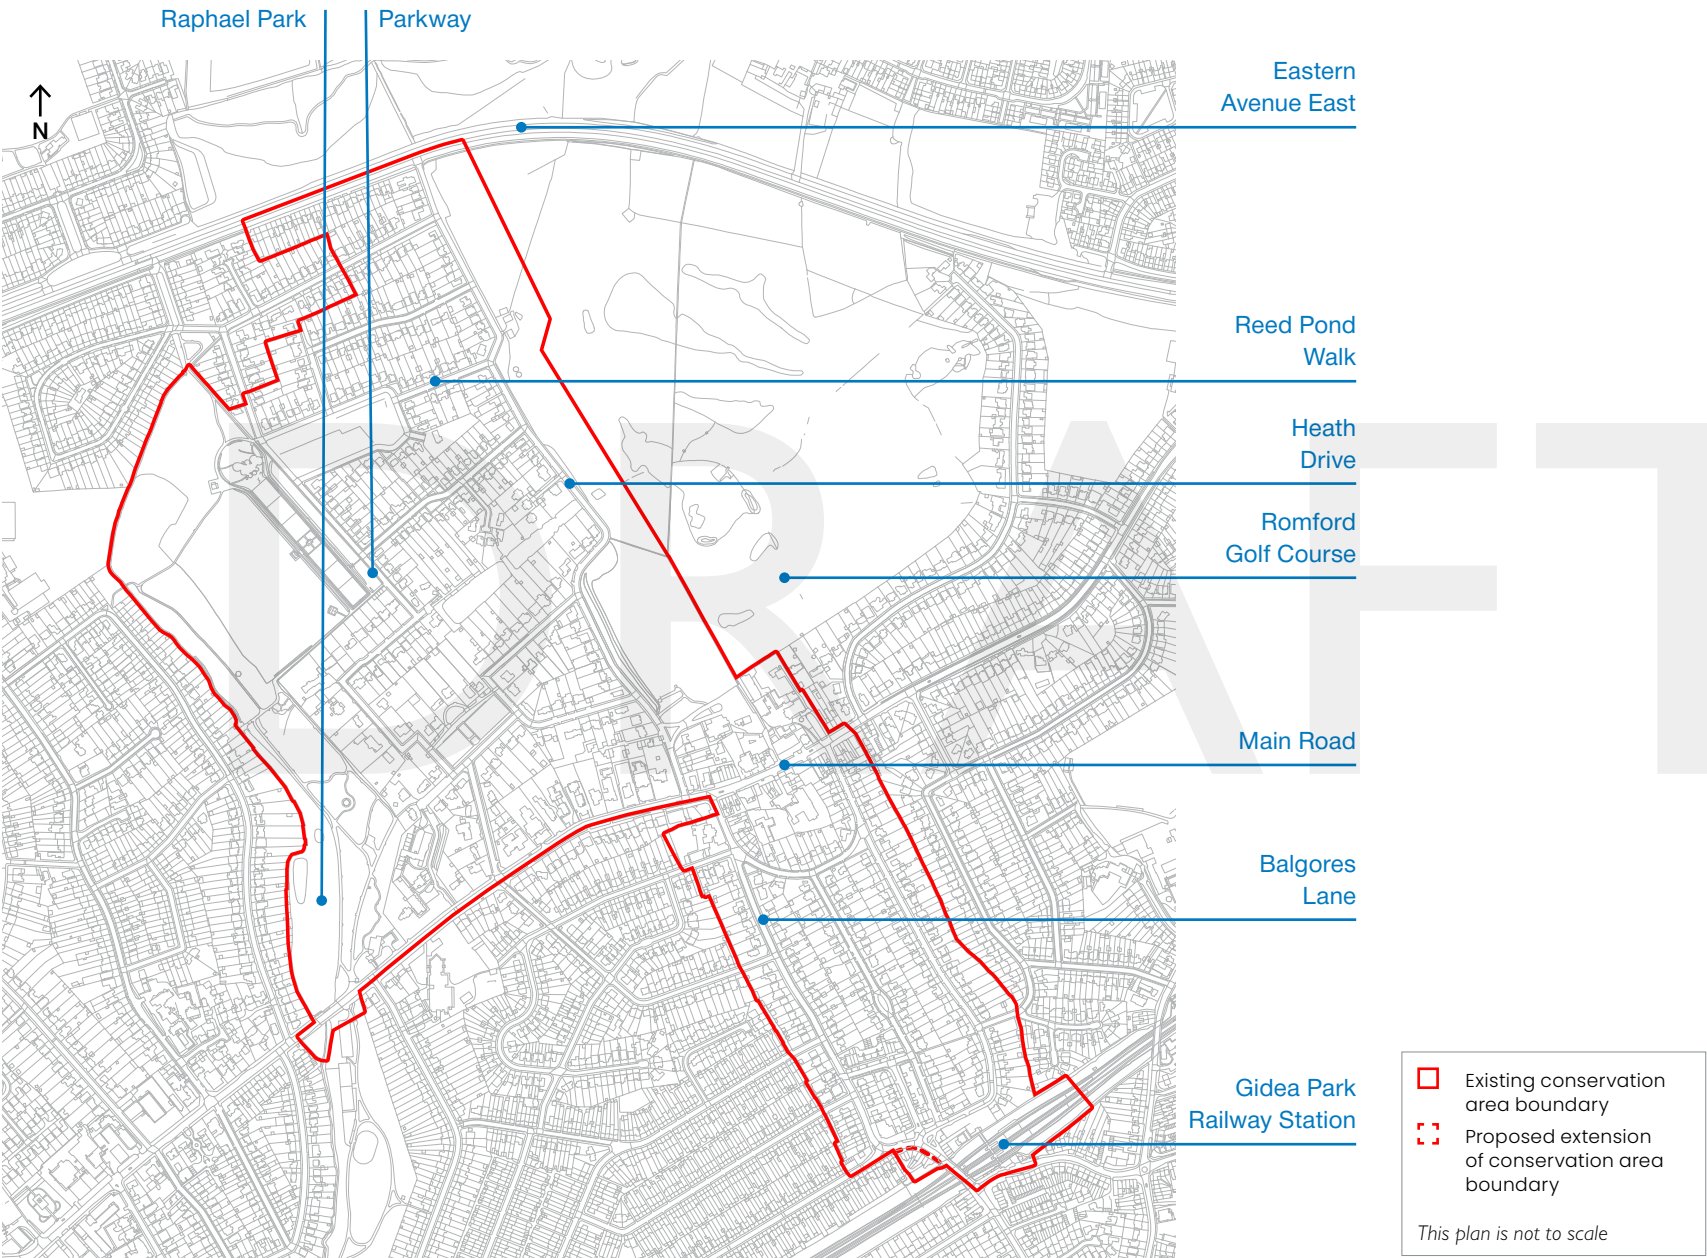 Raphael Park
Parkway
N
Eastern
Avenue East
Reed Pond
Walk
Heath
Drive
Romford
Golf Course
Main Road
Balgores
Lane
Gidea Park
Railway Station
DRAFT
Existing conservation
area boundary
Proposed extension
of conservation area
boundary
This plan is not to scale